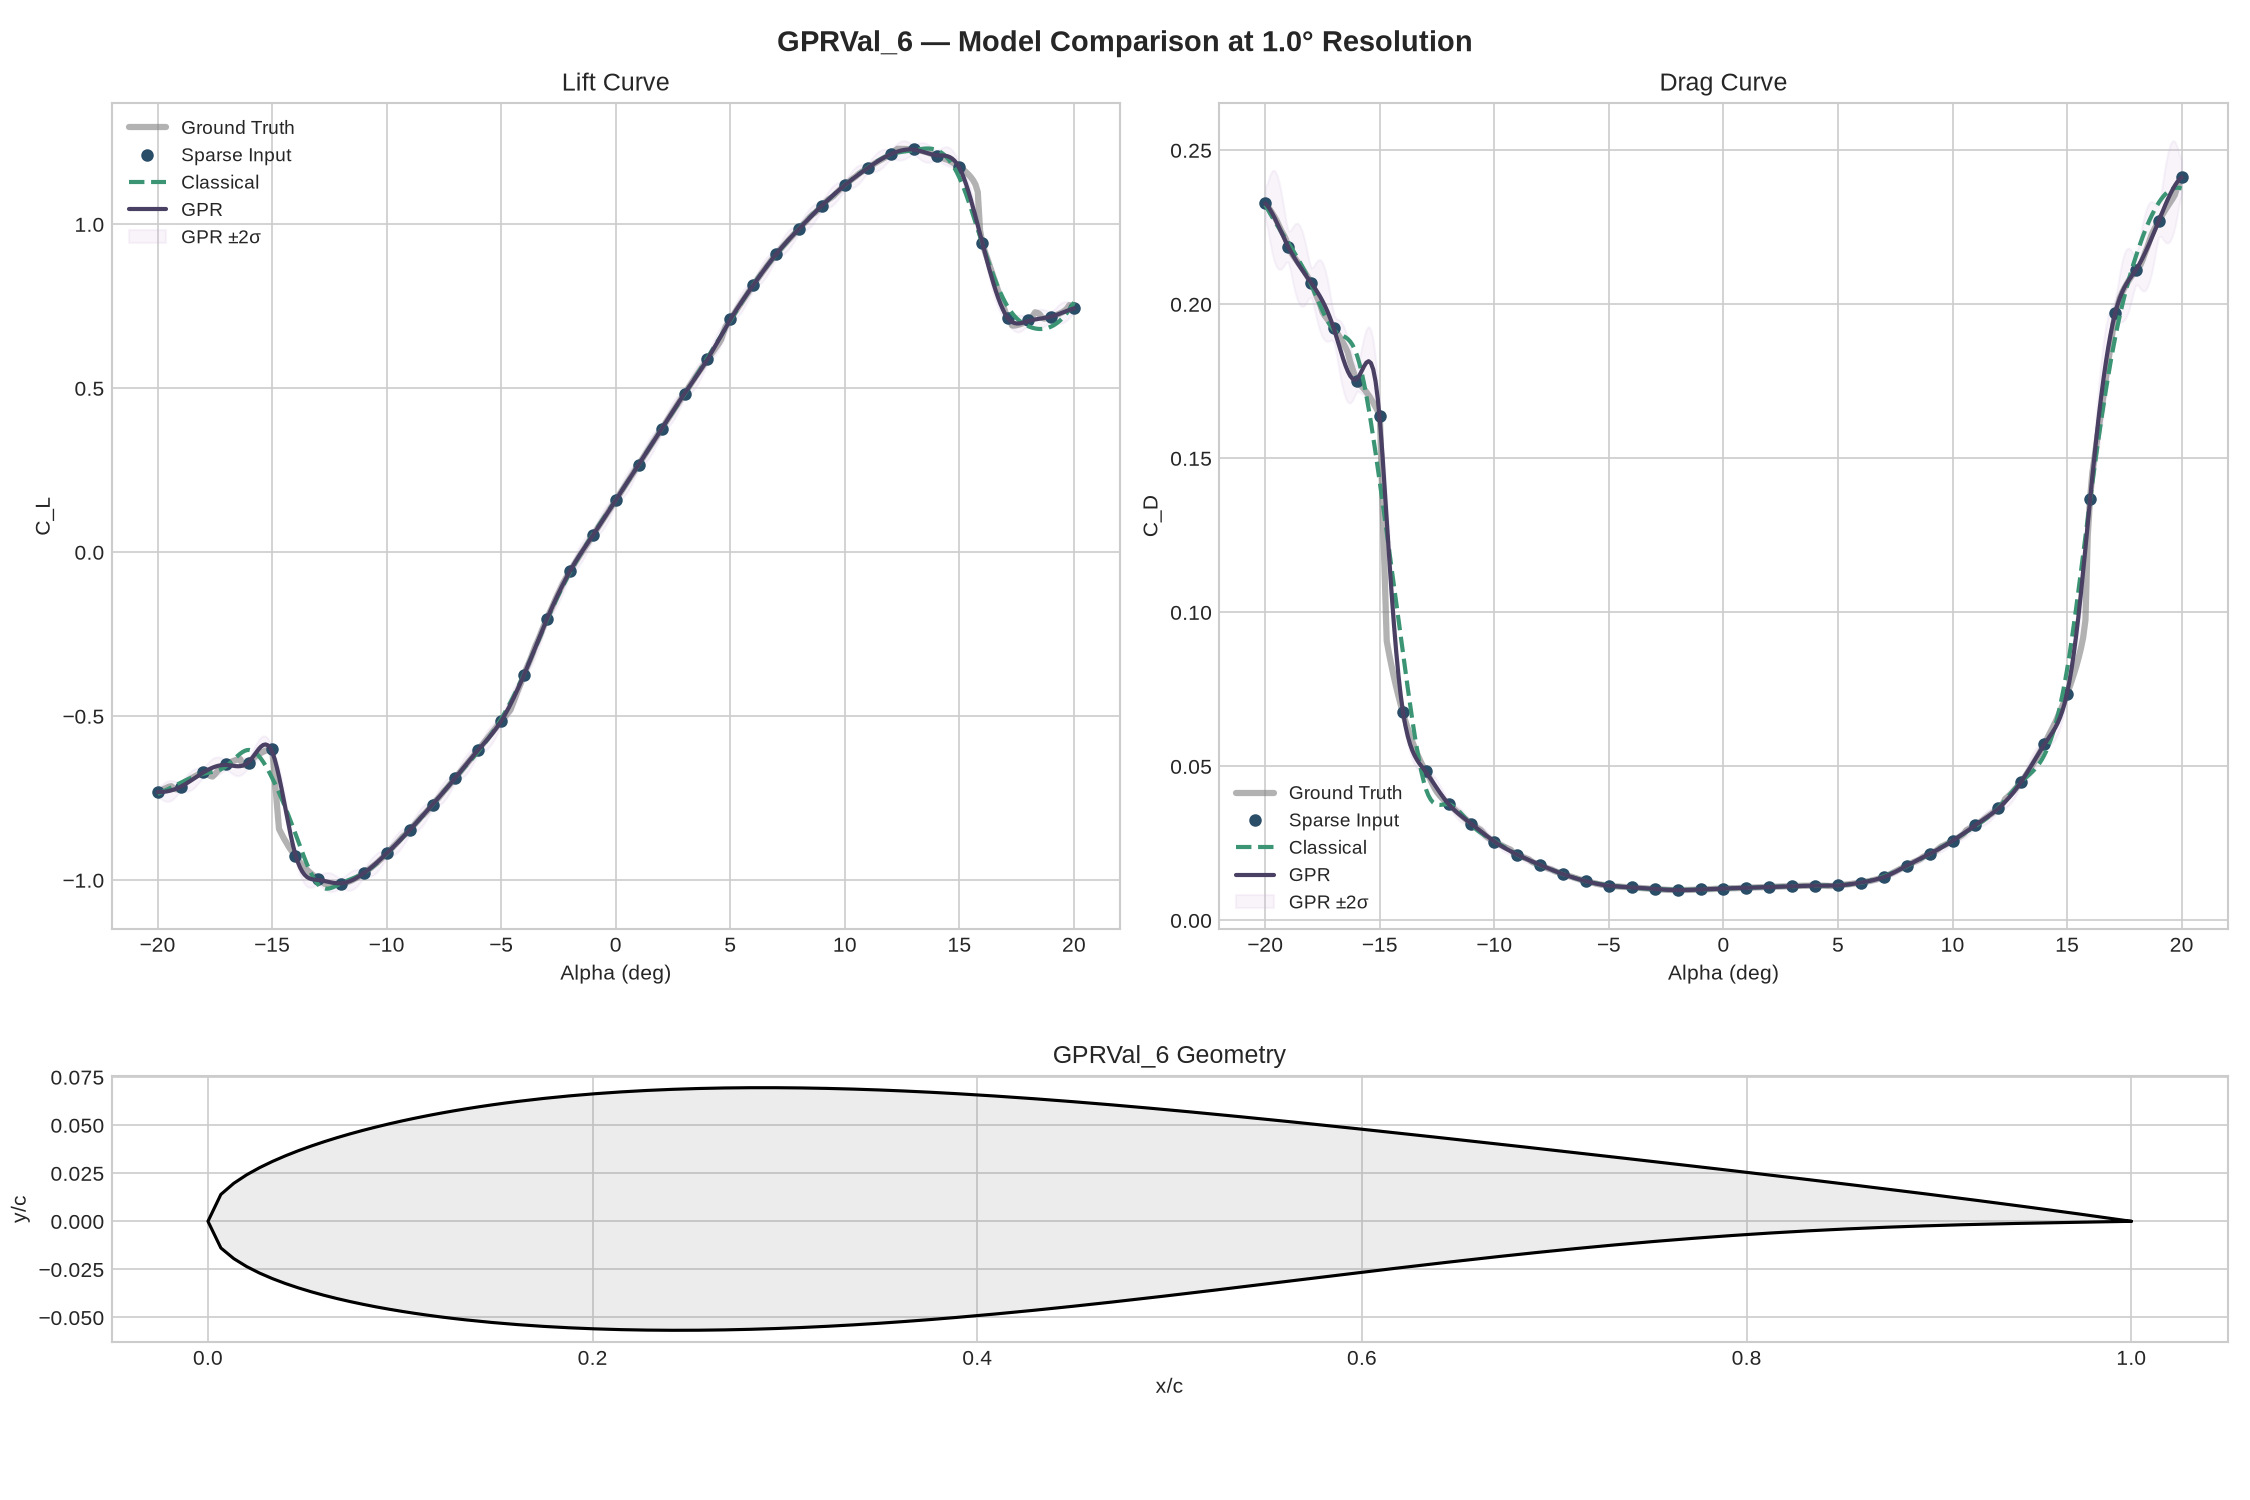 GPRVal_6 — Model Comparison at 1.0° Resolution
Lift Curve
Ground Truth
Sparse Input
Classical
GPR
GPR ±2σ
C_L
1.0
0.5
0.0
−0.5
−1.0
−20 −15 −10 −5 0 5 10 15 20
Alpha (deg)
Drag Curve
C_D
0.25
0.20
0.15
0.10
0.05
0.00
Ground Truth
Sparse Input
Classical
GPR
GPR ±2σ
−20 −15 −10 −5 0 5 10 15 20
Alpha (deg)
GPRVal_6 Geometry
y/c
0.075
0.050
0.025
0.000
−0.025
−0.050
0.0 0.2 0.4 0.6 0.8 1.0
x/c